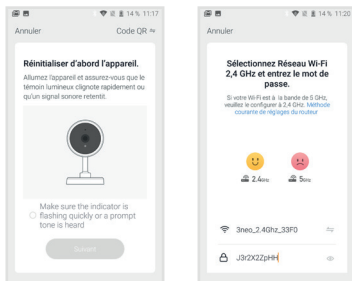 14 % 11:17
Annuler Code QR
Réinitialiser d'abord l'appareil.
Allumez l'appareil et assurez-vous que le
témoin lumineux clignote rapidement ou
qu'un signal sonore retentit.
Make sure the indicator is
flashing quickly or a prompt
tone is heard
Suivant
14 % 11:20
Annuler
Sélectionnez Réseau Wi-Fi
2,4 GHz et entrez le mot de
passe.
Si votre Wi-Fi est à la bande de 5 GHz,
veuillez le configurer à 2,4 GHz. Méthode
courante de réglages du routeur
2.4GHz 5GHz
3neo_2.4Ghz_33F0
J3r2X2ZpHH